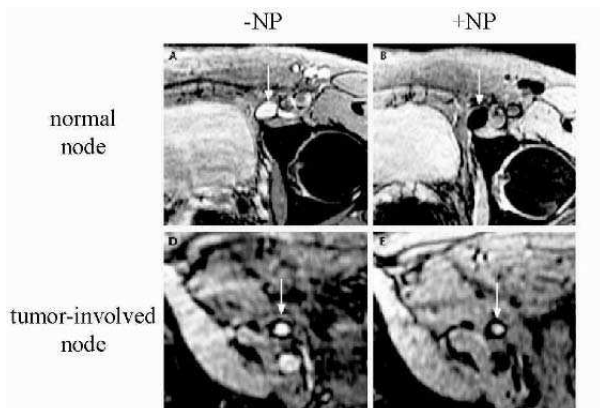 -NP +NP
A B
normal
node
D E
tumor-involved
node